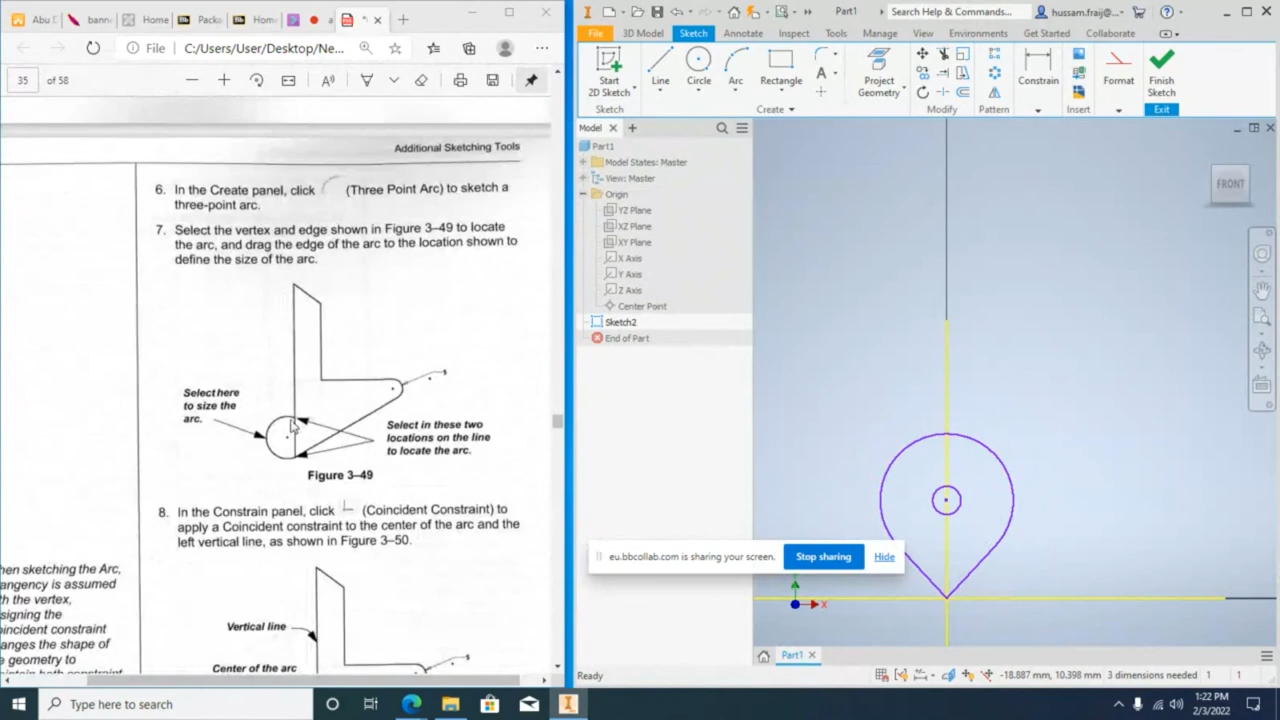 Abu D
banne
Home
Packa
Home
a
Part1
Search Help & Commands...
hussam.fraij@...
File
C:/Users/User/Desktop/Ne...
File
3D Model
Sketch
Annotate
Inspect
Tools
Manage
View
Environments
Get Started
Collaborate
35
of 58
Start
2D Sketch
Line
Circle
Arc
Rectangle
A
Project
Geometry
Constrain
Format
Finish
Sketch
Sketch
Create
Modify
Pattern
Insert
Exit
Additional Sketching Tools
6. In the Create panel, click (Three Point Arc) to sketch a
three-point arc.
7. Select the vertex and edge shown in Figure 3–49 to locate
the arc, and drag the edge of the arc to the location shown to
define the size of the arc.
Select here
to size the
arc.
Select in these two
locations on the line
to locate the arc.
Figure 3–49
8. In the Constrain panel, click (Coincident Constraint) to
apply a Coincident constraint to the center of the arc and the
left vertical line, as shown in Figure 3–50.
hen sketching the Arc,
angency is assumed
th the vertex,
signing the
oincident constraint
anges the shape of
e geometry to
Vertical line
Center of the arc
Model
Part1
Model States: Master
View: Master
Origin
YZ Plane
XZ Plane
XY Plane
X Axis
Y Axis
Z Axis
Center Point
Sketch2
End of Part
FRONT
eu.bbcollab.com is sharing your screen.
Stop sharing
Hide
X
Part1
Ready
-18.887 mm, 10.398 mm
3 dimensions needed
1
1
Type here to search
1:22 PM
2/3/2022